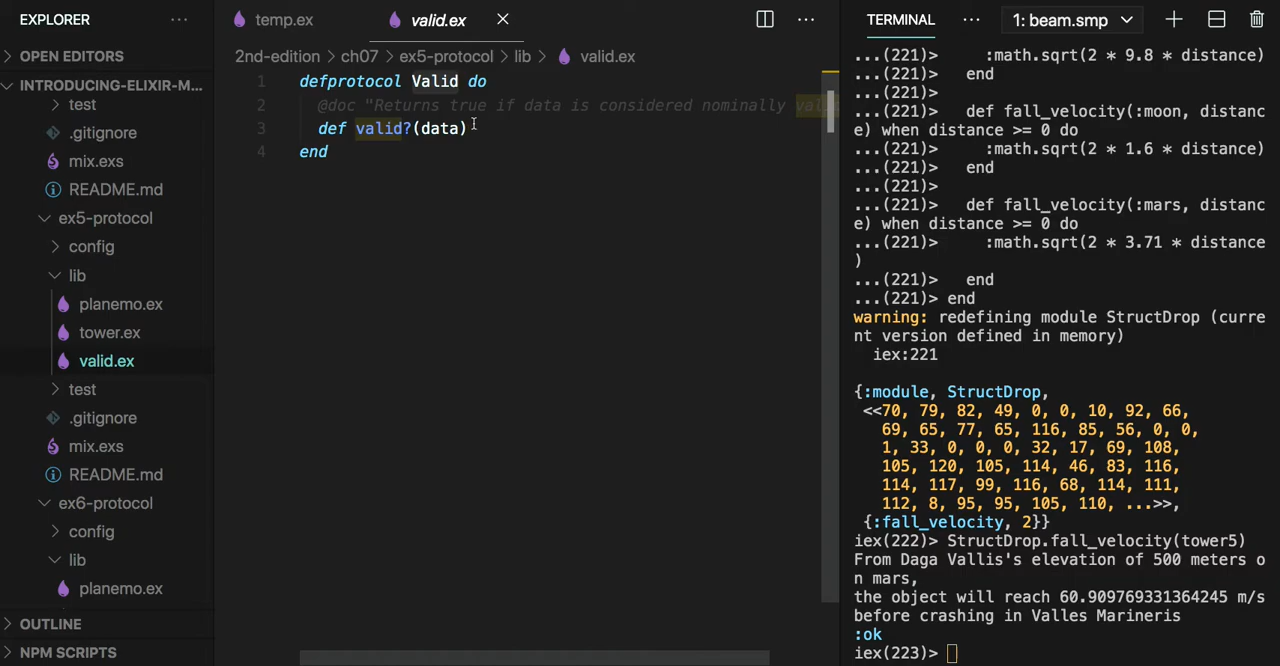 EXPLORER
OPEN EDITORS
INTRODUCING-ELIXIR-M...
test
.gitignore
mix.exs
README.md
ex5-protocol
config
lib
planemo.ex
tower.ex
valid.ex
test
.gitignore
mix.exs
README.md
ex6-protocol
config
lib
planemo.ex
OUTLINE
NPM SCRIPTS
temp.ex
valid.ex
2nd-edition > ch07 > ex5-protocol > lib > valid.ex
1 defprotocol Valid do
2 @doc "Returns true if data is considered nominally valid
3 def valid?(data)
4 end
TERMINAL ... 1: beam.smp
...(221)> :math.sqrt(2 * 9.8 * distance)
...(221)> end
...(221)>
...(221)> def fall_velocity(:moon, distanc
e) when distance >= 0 do
...(221)> :math.sqrt(2 * 1.6 * distance)
...(221)> end
...(221)>
...(221)> def fall_velocity(:mars, distanc
e) when distance >= 0 do
...(221)> :math.sqrt(2 * 3.71 * distance
)
...(221)> end
...(221)> end
warning: redefining module StructDrop (curre
nt version defined in memory)
iex:221
{:module, StructDrop,
<<70, 79, 82, 49, 0, 0, 10, 92, 66,
69, 65, 77, 65, 116, 85, 56, 0, 0,
1, 33, 0, 0, 0, 32, 17, 69, 108,
105, 120, 105, 114, 46, 83, 116,
114, 117, 99, 116, 68, 114, 111,
112, 8, 95, 95, 105, 110, ...>>,
{:fall_velocity, 2}}
iex(222)> StructDrop.fall_velocity(tower5)
From Daga Vallis's elevation of 500 meters o
n mars,
the object will reach 60.909769331364245 m/s
before crashing in Valles Marineris
:ok
iex(223)>